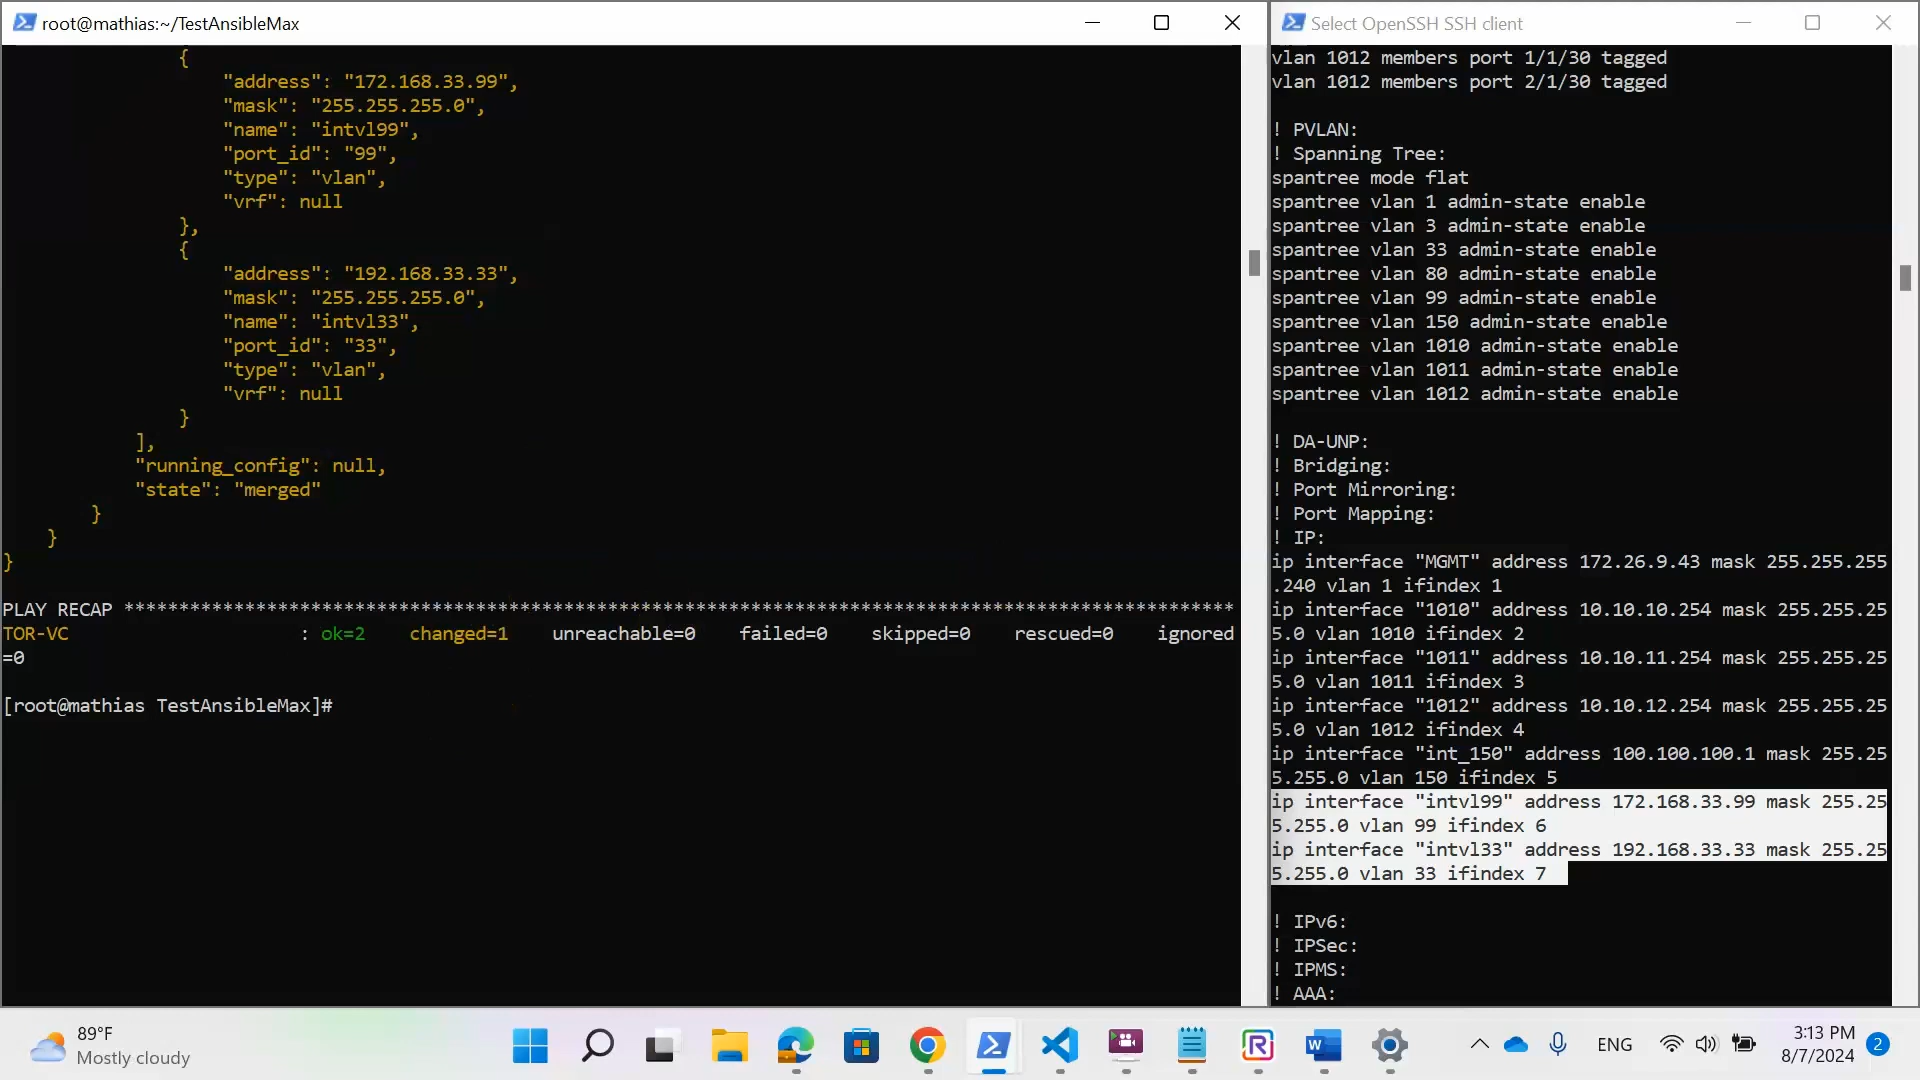 root@mathias:~/TestAnsibleMax
{
"address": "172.168.33.99",
"mask": "255.255.255.0",
"name": "intvl99",
"port_id": "99",
"type": "vlan",
"vrf": null
},
{
"address": "192.168.33.33",
"mask": "255.255.255.0",
"name": "intvl33",
"port_id": "33",
"type": "vlan",
"vrf": null
}
],
"running_config": null,
"state": "merged"
}
}
}
PLAY RECAP *****************************************************************************************************
TOR-VC : ok=2 changed=1 unreachable=0 failed=0 skipped=0 rescued=0 ignored
=0
[root@mathias TestAnsibleMax]#
Select OpenSSH SSH client
vlan 1012 members port 1/1/30 tagged
vlan 1012 members port 2/1/30 tagged
! PVLAN:
! Spanning Tree:
spantree mode flat
spantree vlan 1 admin-state enable
spantree vlan 3 admin-state enable
spantree vlan 33 admin-state enable
spantree vlan 80 admin-state enable
spantree vlan 99 admin-state enable
spantree vlan 150 admin-state enable
spantree vlan 1010 admin-state enable
spantree vlan 1011 admin-state enable
spantree vlan 1012 admin-state enable
! DA-UNP:
! Bridging:
! Port Mirroring:
! Port Mapping:
! IP:
ip interface "MGMT" address 172.26.9.43 mask 255.255.255
.240 vlan 1 ifindex 1
ip interface "1010" address 10.10.10.254 mask 255.255.25
5.0 vlan 1010 ifindex 2
ip interface "1011" address 10.10.11.254 mask 255.255.25
5.0 vlan 1011 ifindex 3
ip interface "1012" address 10.10.12.254 mask 255.255.25
5.0 vlan 1012 ifindex 4
ip interface "int_150" address 100.100.100.1 mask 255.25
5.255.0 vlan 150 ifindex 5
ip interface "intvl99" address 172.168.33.99 mask 255.25
5.255.0 vlan 99 ifindex 6
ip interface "intvl33" address 192.168.33.33 mask 255.25
5.255.0 vlan 33 ifindex 7
! IPv6:
! IPSec:
! IPMS:
! AAA:
89°F
Mostly cloudy
ENG
3:13 PM
8/7/2024
2